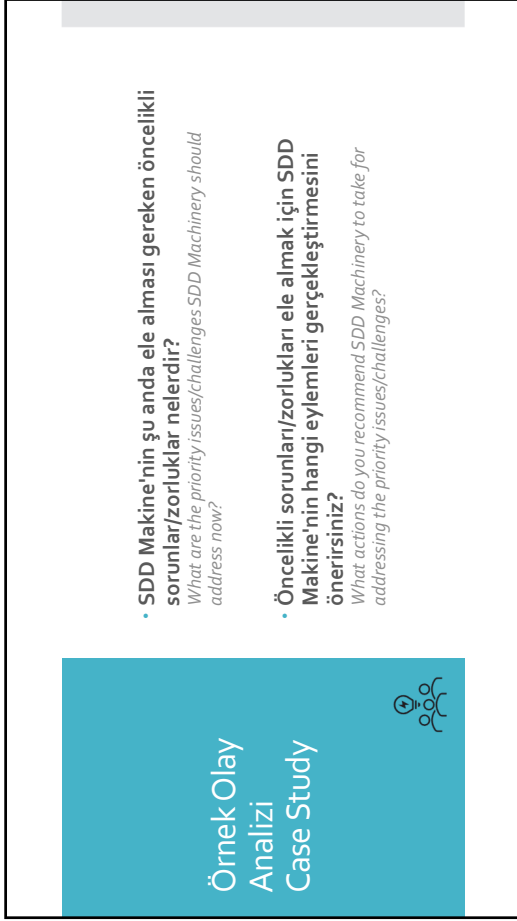 Örnek Olay
Analizi
Case Study
• SDD Makine'nin şu anda ele alması gereken öncelikli
sorunlar/zorluklar nelerdir?
What are the priority issues/challenges SDD Machinery should
address now?
• Öncelikli sorunları/zorlukları ele almak için SDD
Makine'nin hangi eylemleri gerçekleştirmesini
önerirsiniz?
What actions do you recommend SDD Machinery to take for
addressing the priority issues/challenges?